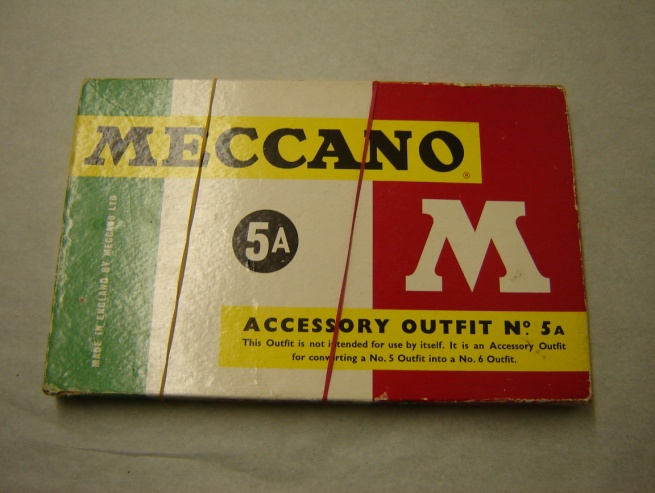 MECCANO®
MADE IN ENGLAND BY MECCANO LTD
5A
M
ACCESSORY OUTFIT Nº 5A
This Outfit is not intended for use by itself. It is an Accessory Outfit
for converting a No. 5 Outfit into a No. 6 Outfit.